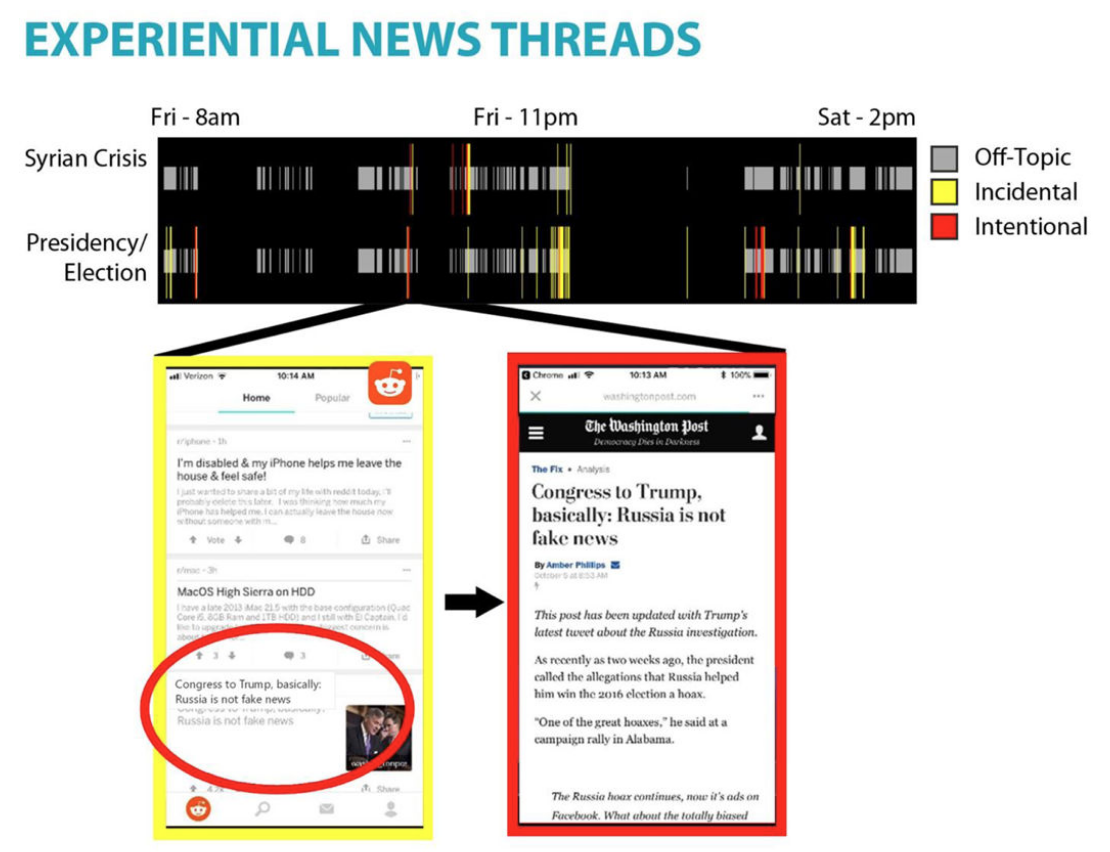 EXPERIENTIAL NEWS THREADS
Fri - 8am
Fri - 11pm
Sat - 2pm
Syrian Crisis
Presidency/
Election
Off-Topic
Incidental
Intentional
Verizon
10:14 AM
Home
Popular
r/iphone • 1h
I'm disabled & my iPhone helps me leave the
house & feel safe!
I just wanted to share a bit of my life with reddit today, I'll
probably delete this later. I was thinking how much my
iPhone has helped me. I can actually leave the house now
without someone with m...
Vote
8
Share
r/mac • 3h
MacOS High Sierra on HDD
I have a late 2013 iMac 21.5 with the base configuration (Quad
Core i5, 8GB Ram and 1TB HDD) and I still with El Captain. I'd
like to
concern is
about
3
3
Congress to Trump, basically:
Russia is not fake news
Congress to Trump, basically:
Russia is not fake news
Share
Chrome
10:13 AM
100%
washingtonpost.com
The Washington Post
Democracy Dies in Darkness
The Fix • Analysis
Congress to Trump,
basically: Russia is not
fake news
By Amber Phillips
October 5 at 8:53 AM
This post has been updated with Trump's
latest tweet about the Russia investigation.
As recently as two weeks ago, the president
called the allegations that Russia helped
him win the 2016 election a hoax.
"One of the great hoaxes," he said at a
campaign rally in Alabama.
The Russia hoax continues, now it's ads on
Facebook. What about the totally biased